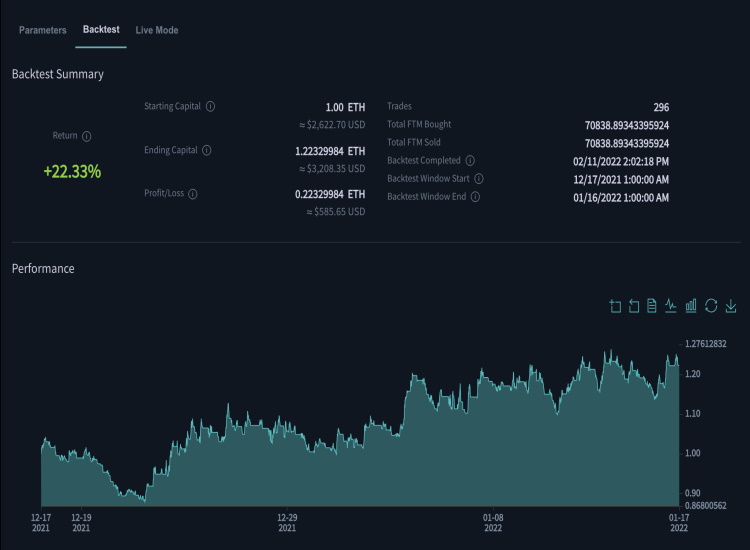 Parameters Backtest Live Mode
Backtest Summary
Return
+22.33%
Starting Capital 1.00 ETH
≈ $2,622.70 USD
Ending Capital 1.22329984 ETH
≈ $3,208.35 USD
Profit/Loss 0.22329984 ETH
≈ $585.65 USD
Trades 296
Total FTM Bought 70838.89343395924
Total FTM Sold 70838.89343395924
Backtest Completed 02/11/2022 2:02:18 PM
Backtest Window Start 12/17/2021 1:00:00 AM
Backtest Window End 01/16/2022 1:00:00 AM
Performance
1.27612832
1.20
1.10
1.00
0.90
0.86800562
12-17 12-19 12-29 01-08 01-17
2021 2021 2021 2022 2022